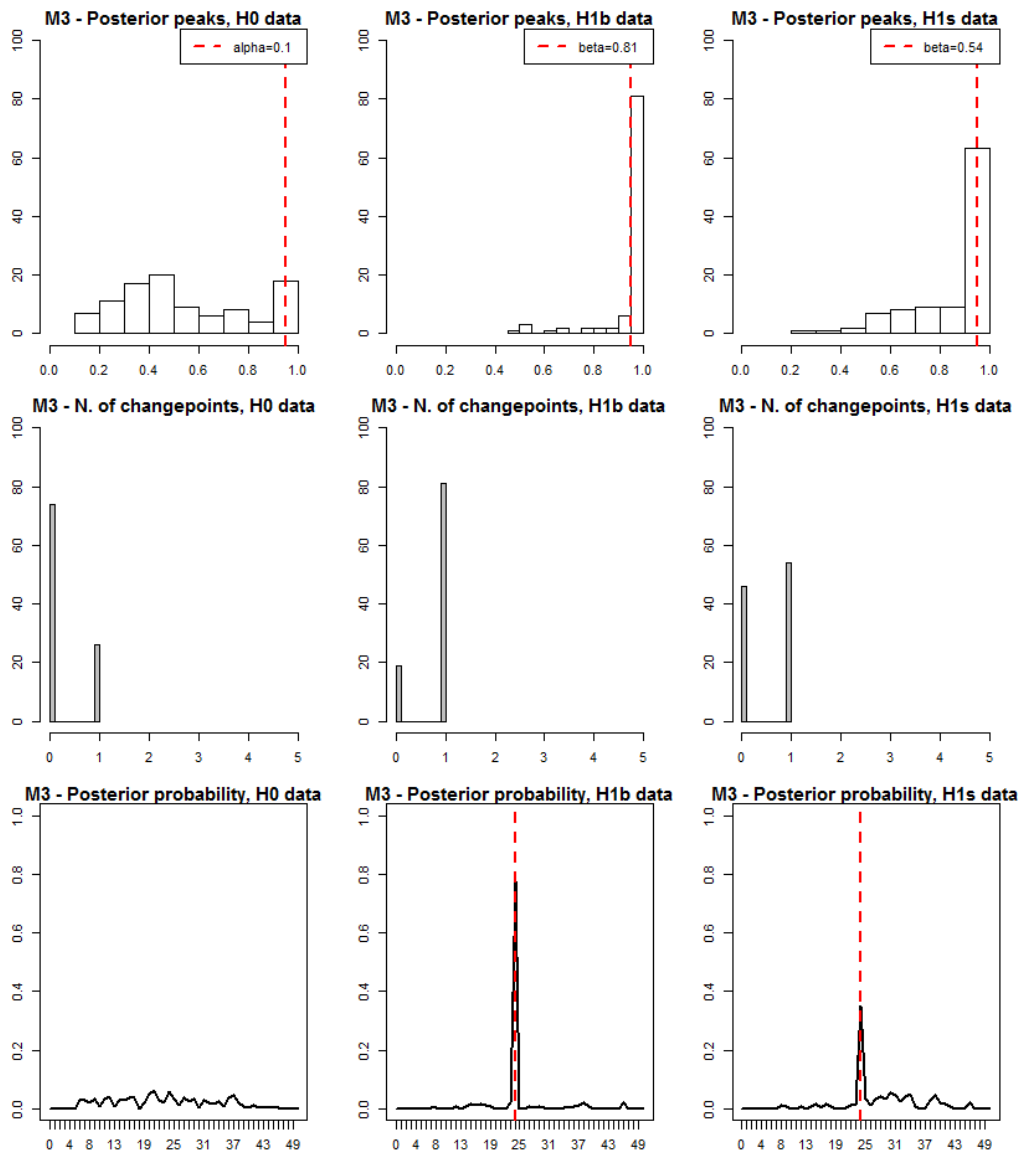 M3 - Posterior peaks, H0 data
M3 - Posterior peaks, H1b data
M3 - Posterior peaks, H1s data
alpha=0.1
beta=0.81
beta=0.54
100
80
60
40
20
0
0.0 0.2 0.4 0.6 0.8 1.0
100
80
60
40
20
0
0.0 0.2 0.4 0.6 0.8 1.0
100
80
60
40
20
0
0.0 0.2 0.4 0.6 0.8 1.0
M3 - N. of changepoints, H0 data
M3 - N. of changepoints, H1b data
M3 - N. of changepoints, H1s data
100
80
60
40
20
0
0 1 2 3 4 5
100
80
60
40
20
0
0 1 2 3 4 5
100
80
60
40
20
0
0 1 2 3 4 5
M3 - Posterior probability, H0 data
M3 - Posterior probability, H1b data
M3 - Posterior probability, H1s data
1.0
0.8
0.6
0.4
0.2
0.0
0 4 8 13 19 25 31 37 43 49
1.0
0.8
0.6
0.4
0.2
0.0
0 4 8 13 19 25 31 37 43 49
1.0
0.8
0.6
0.4
0.2
0.0
0 4 8 13 19 25 31 37 43 49